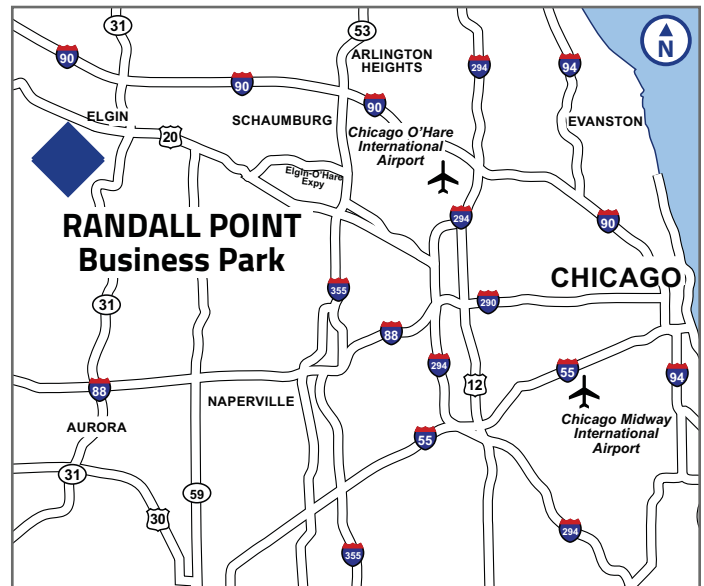 31
53
N
90
ARLINGTON
HEIGHTS
294
94
90
90
ELGIN
SCHAUMBURG
Chicago O'Hare
International
Airport
EVANSTON
20
Elgin-O'Hare
Expy
294
90
RANDALL POINT
Business Park
CHICAGO
31
355
290
88
294
55
88
12
94
NAPERVILLE
AURORA
Chicago Midway
International
Airport
55
31
59
30
294
355